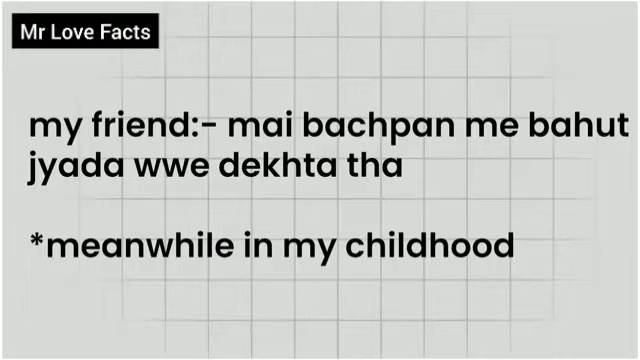 Mr Love Facts
my friend:- mai bachpan me bahut
jyada wwe dekhta tha
*meanwhile in my childhood